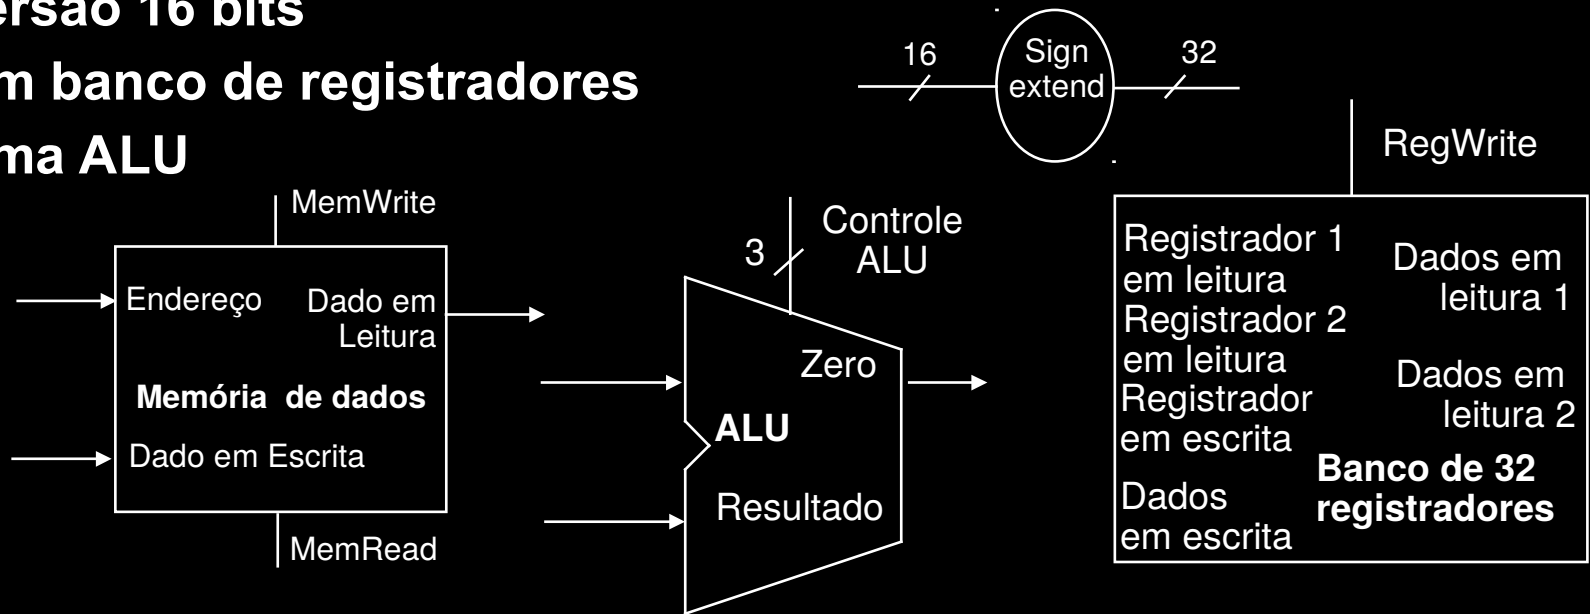 ersão 16 bits
m banco de registradores
ma ALU
16
Sign
extend
32
RegWrite
MemWrite
Endereço
Dado em
Leitura
Memória de dados
Dado em Escrita
MemRead
3
Controle
ALU
Zero
ALU
Resultado
Registrador 1
em leitura
Registrador 2
em leitura
Registrador
em escrita
Dados
em escrita
Dados em
leitura 1
Dados em
leitura 2
Banco de 32
registradores